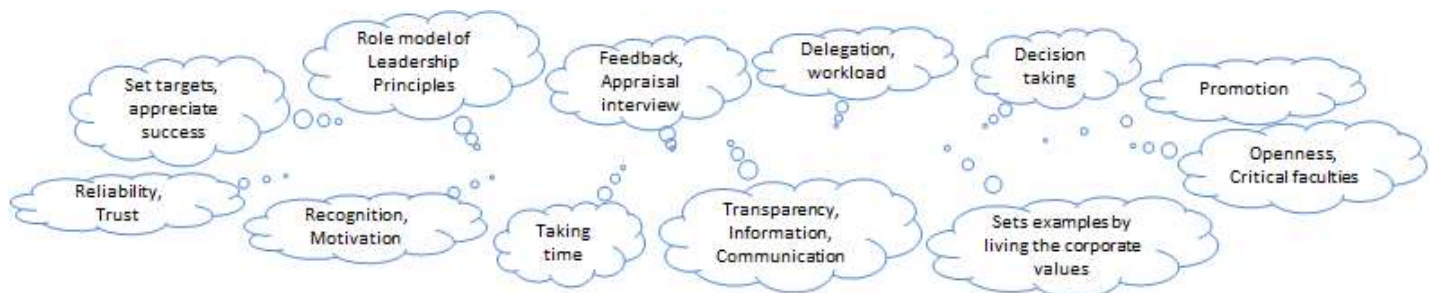 Set targets,
appreciate
success
Role model of
Leadership
Principles
Feedback,
Appraisal
interview
Delegation,
workload
Decision
taking
Promotion
Openness,
Critical faculties
Reliability,
Trust
Recognition,
Motivation
Taking
time
Transparency,
Information,
Communication
Sets examples by
living the corporate
values